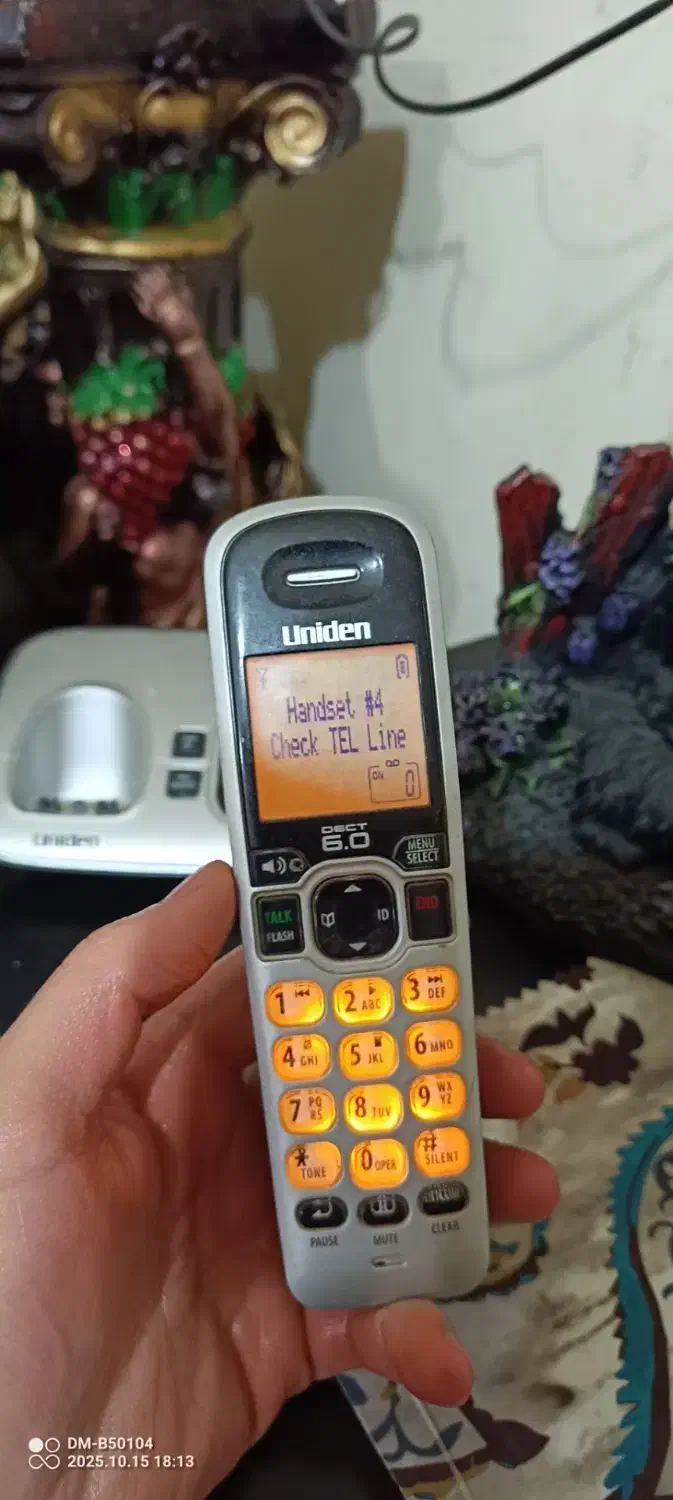 Uniden
Handset #4
Check TEL Line
ON 0
DECT
6.0
MENU
SELECT
TALK
FLASH
ID
END
1
2 ABC
3 DEF
4 GHI
5 JKL
6 MNO
7 PQ
RS
8 TUV
9 WX
YZ
* TONE
0 OPER
# SILENT
PAUSE
MUTE
CLEAR
Uniden
DM-B50104
2025.10.15 18:13